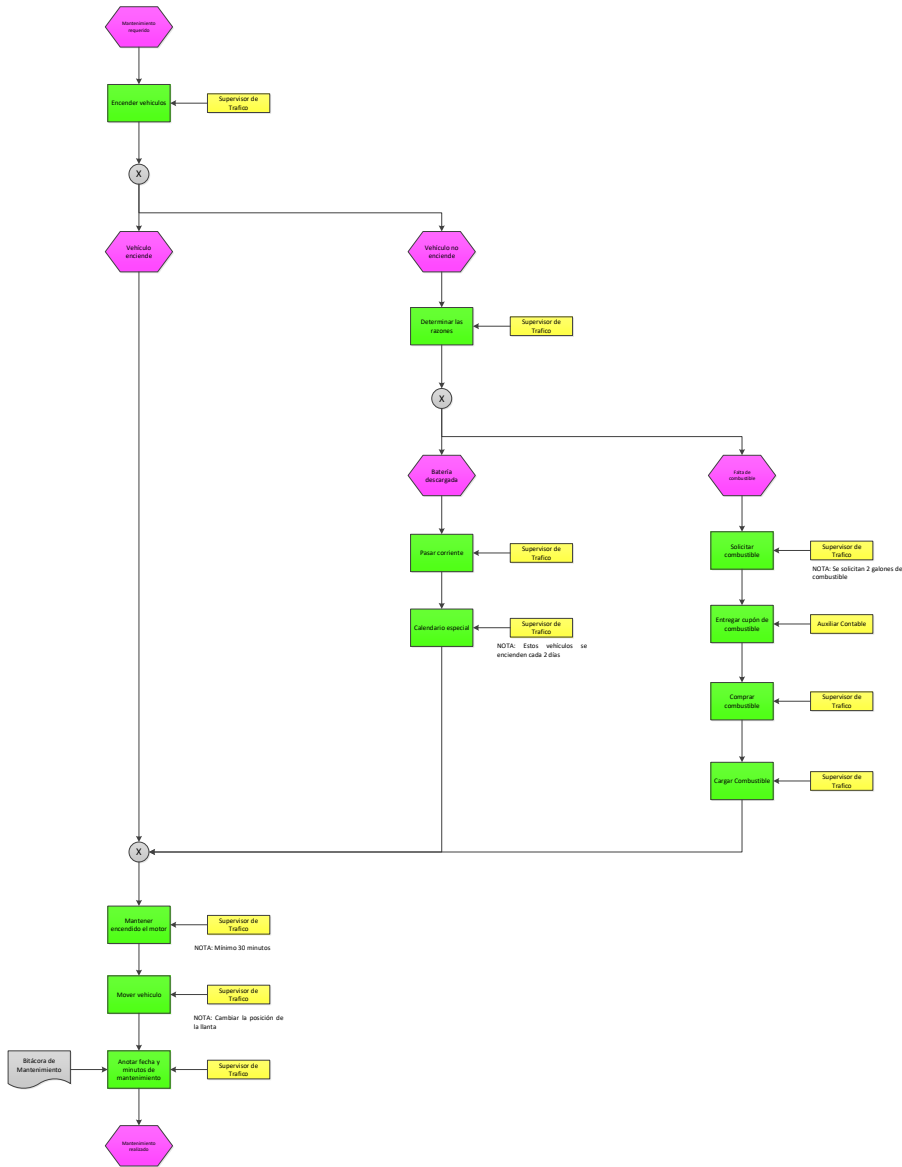 Mantenimiento
requerido
Encender vehiculos
Supervisor de
Trafico
X
Vehículo
enciende
Vehículo no
enciende
Determinar las
razones
Supervisor de
Trafico
X
Batería
descargada
Falta de
combustible
Pasar corriente
Supervisor de
Trafico
Solicitar
combustible
Supervisor de
Trafico
NOTA: Se solicitan 2 galones de
combustible
Calendario especial
Supervisor de
Trafico
NOTA: Estos vehículos se
encienden cada 2 días
Entregar cupón de
combustible
Auxiliar Contable
Comprar
combustible
Supervisor de
Trafico
Cargar Combustible
Supervisor de
Trafico
X
Mantener
encendido el motor
Supervisor de
Trafico
NOTA: Mínimo 30 minutos
Mover vehiculo
Supervisor de
Trafico
NOTA: Cambiar la posición de
la llanta
Bitácora de
Mantenimiento
Anotar fecha y
minutos de
mantenimiento
Supervisor de
Trafico
Mantenimiento
realizado